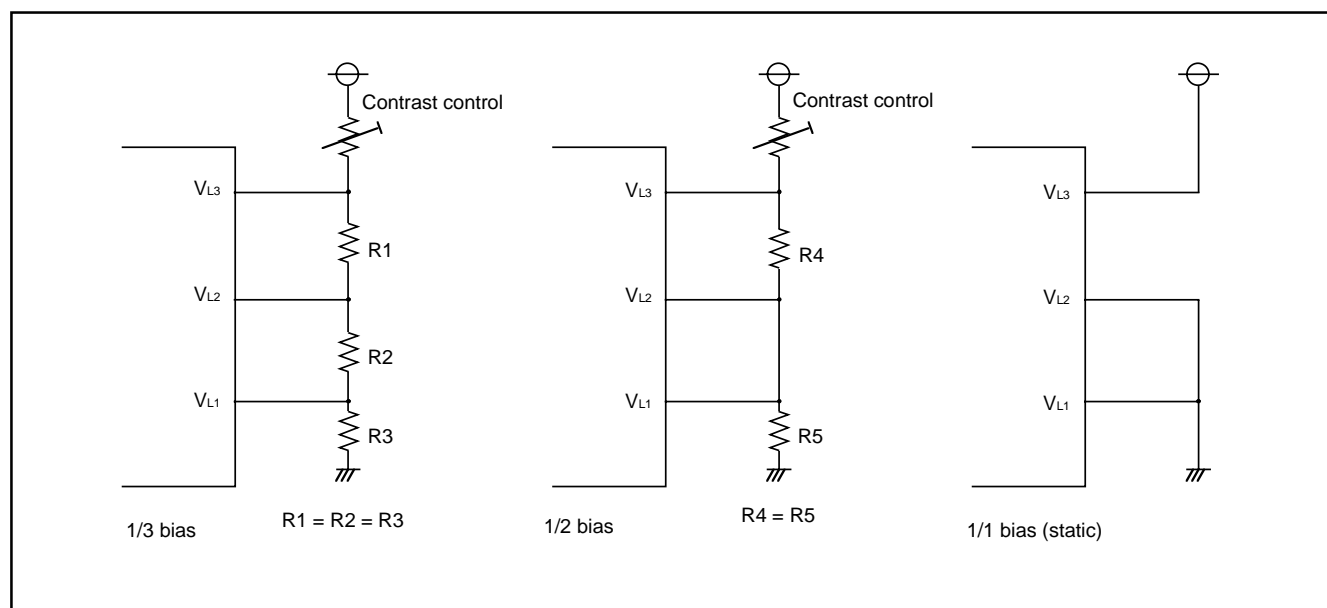 Contrast control
VL3
R1
VL2
R2
VL1
R3
1/3 bias
R1 = R2 = R3
Contrast control
VL3
R4
VL2
VL1
R5
1/2 bias
R4 = R5
VL3
VL2
VL1
1/1 bias (static)